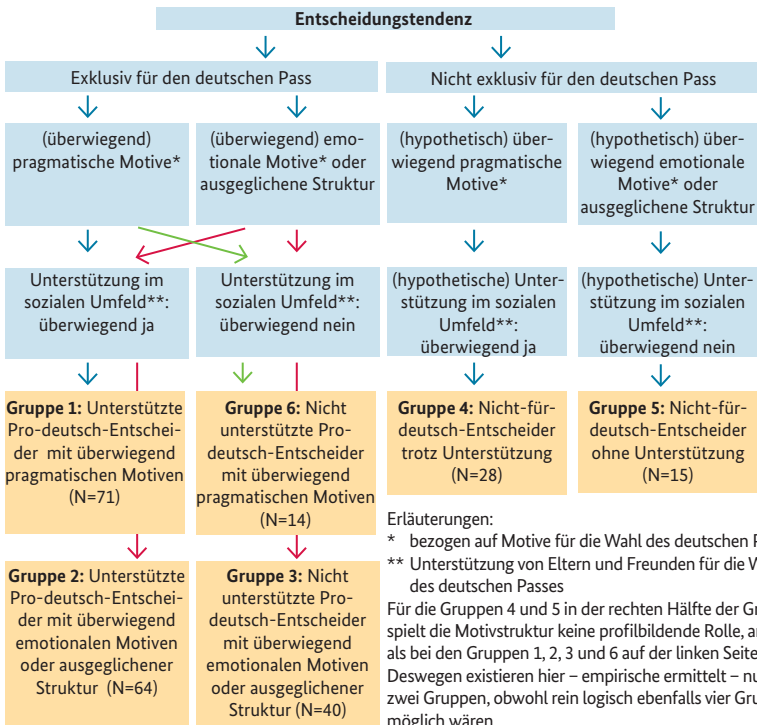 Entscheidungstendenz
Exklusiv für den deutschen Pass
Nicht exklusiv für den deutschen Pass
(überwiegend)
pragmatische Motive*
(überwiegend) emo-
tionale Motive* oder
ausgeglichene Struktur
(hypothetisch) über-
wiegend pragmatische
Motive*
(hypothetisch) über-
wiegend emotionale
Motive* oder
ausgeglichene Struktur
Unterstützung im
sozialen Umfeld**:
überwiegend ja
Unterstützung im
sozialen Umfeld**:
überwiegend nein
(hypothetische) Unter-
stützung im sozialen
Umfeld**:
überwiegend ja
(hypothetische) Unter-
stützung im sozialen
Umfeld**:
überwiegend nein
Gruppe 1: Unterstützte
Pro-deutsch-Entschei-
der mit überwiegend
pragmatischen Motiven
(N=71)
Gruppe 6: Nicht
unterstützte Pro-
deutsch-Entscheider
mit überwiegend
pragmatischen Motiven
(N=14)
Gruppe 4: Nicht-für-
deutsch-Entscheider
trotz Unterstützung
(N=28)
Gruppe 5: Nicht-für-
deutsch-Entscheider
ohne Unterstützung
(N=15)
Gruppe 2: Unterstützte
Pro-deutsch-Entschei-
der mit überwiegend
emotionalen Motiven
oder ausgeglichener
Struktur (N=64)
Gruppe 3: Nicht
unterstützte Pro-
deutsch-Entscheider
mit überwiegend
emotionalen Motiven
oder ausgeglichener
Struktur (N=40)
Erläuterungen:
* bezogen auf Motive für die Wahl des deutschen
** Unterstützung von Eltern und Freunden für die
des deutschen Passes
Für die Gruppen 4 und 5 in der rechten Hälfte der
spielt die Motivstruktur keine profilbildende Rolle,
als bei den Gruppen 1, 2, 3 und 6 auf der linken Seite
Deswegen existieren hier – empirische ermittelt –
zwei Gruppen, obwohl rein logisch ebenfalls vier
möglich wären